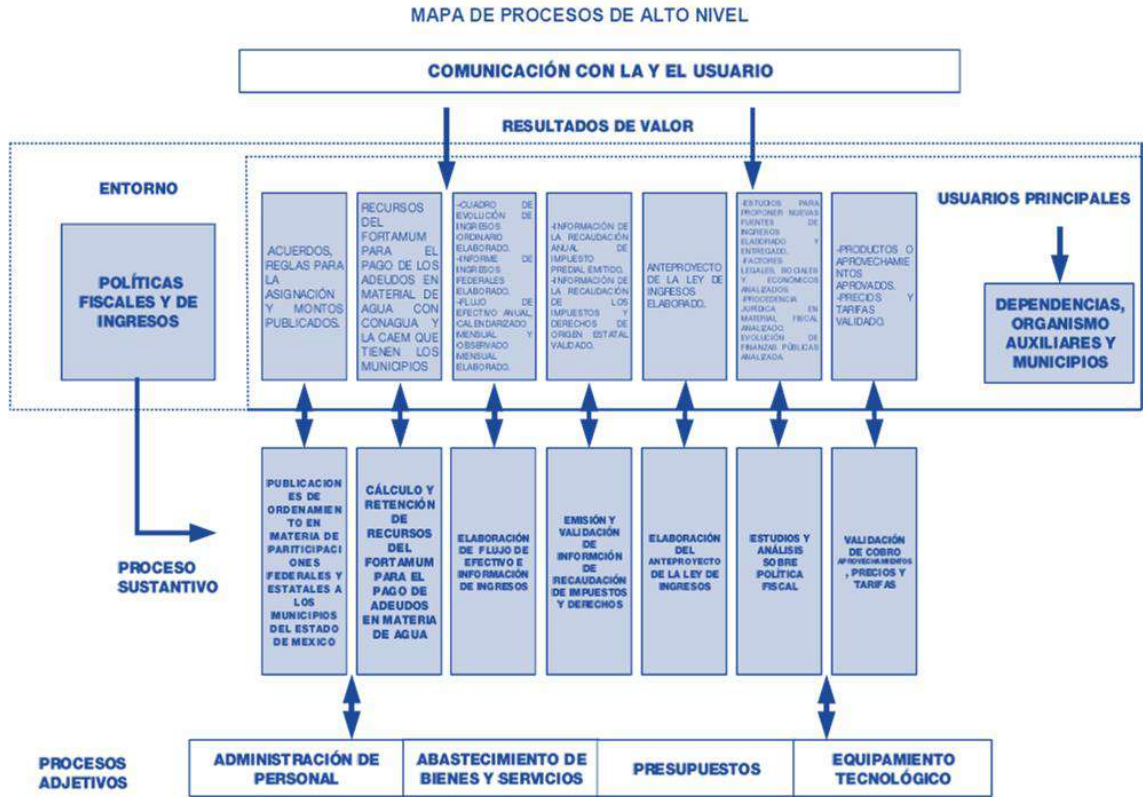 MAPA DE PROCESOS DE ALTO NIVEL
COMUNICACIÓN CON LA Y EL USUARIO
RESULTADOS DE VALOR
ENTORNO
POLÍTICAS
FISCALES Y DE
INGRESOS
ACUERDOS,
REGLAS PARA
LA
ASIGNACIÓN
Y MONTOS
PUBLICADOS.
RECURSOS
DEL
FORTAMUM
PARA EL
PAGO DE LOS
ADEUDOS EN
MATERIAL DE
AGUA CON
CONAGUA Y
LA CAEM QUE
TIENEN LOS
MUNICIPIOS
-CUADRO DE
EVOLUCIÓN DE
INGRESOS
ORDINARIO
ELABORADO.
-INFORME DE
INGRESOS
FEDERALES
ELABORADO.
-FLUJO DE
EFECTIVO ANUAL,
CALENDARIZADO
MENSUAL Y
OBSERVADO
MENSUAL
ELABORADO.
-INFORMACIÓN DE
LA RECAUDACIÓN
ANUAL DE
IMPUESTO
PREDIAL EMITIDO.
-INFORMACIÓN DE
LA RECAUDACIÓN
DE LOS
IMPUESTOS Y
DERECHOS DE
ORIGEN ESTATAL
VALIDADO.
ANTEPROYECTO
DE LA LEY DE
INGRESOS
ELABORADO.
-ESTUDIOS PARA
PROPONER NUEVAS
FUENTES DE
INGRESOS
ELABORADO Y
ENTREGADO.
-FACTORES
LEGALES, SOCIALES
Y ECONÓMICOS
ANALIZADOS
-PROCEDENCIA
JURÍDICA EN
MATERIAL FISCAL
ANALIZADO.
EVOLUCIÓN DE
FINANZAS PÚBLICAS
ANALIZADA.
-PRODUCTOS O
APROVECHAMIE
NTOS
APROVADOS.
-PRECIOS Y
TARIFAS
VALIDADO.
USUARIOS PRINCIPALES
DEPENDENCIAS,
ORGANISMO
AUXILIARES Y
MUNICIPIOS
PROCESO
SUSTANTIVO
PUBLICACION
ES DE
ORDENAMIEN
TO EN
MATERIA DE
PARITICIPACI
ONES
FEDERALES Y
ESTATALES A
LOS
MUNICIPIOS
DEL ESTADO
DE MEXICO
CÁLCULO Y
RETENCIÓN DE
RECURSOS
DEL
FORTAMUM
PARA EL PAGO
DE ADEUDOS
EN MATERIA
DE AGUA
ELABORACIÓN
DE FLUJO DE
EFECTIVO E
INFORMACIÓN
DE INGRESOS
EMISIÓN Y
VALIDACIÓN
DE
INFORMCIÓN
DE
RECAUDACIÓN
DE IMPUESTOS
Y DERECHOS
ELABORACIÓN
DEL
ANTEPROYECTO
DE LA LEY DE
INGRESOS
ESTUDIOS Y
ANÁLISIS
SOBRE
POLÍTICA
FISCAL
VALIDACIÓN
DE COBRO
APROVECHAMIENTOS
, PRECIOS Y
TARIFAS
PROCESOS
ADJETIVOS
ADMINISTRACIÓN DE
PERSONAL
ABASTECIMIENTO DE
BIENES Y SERVICIOS
PRESUPUESTOS
EQUIPAMIENTO
TECNOLÓGICO